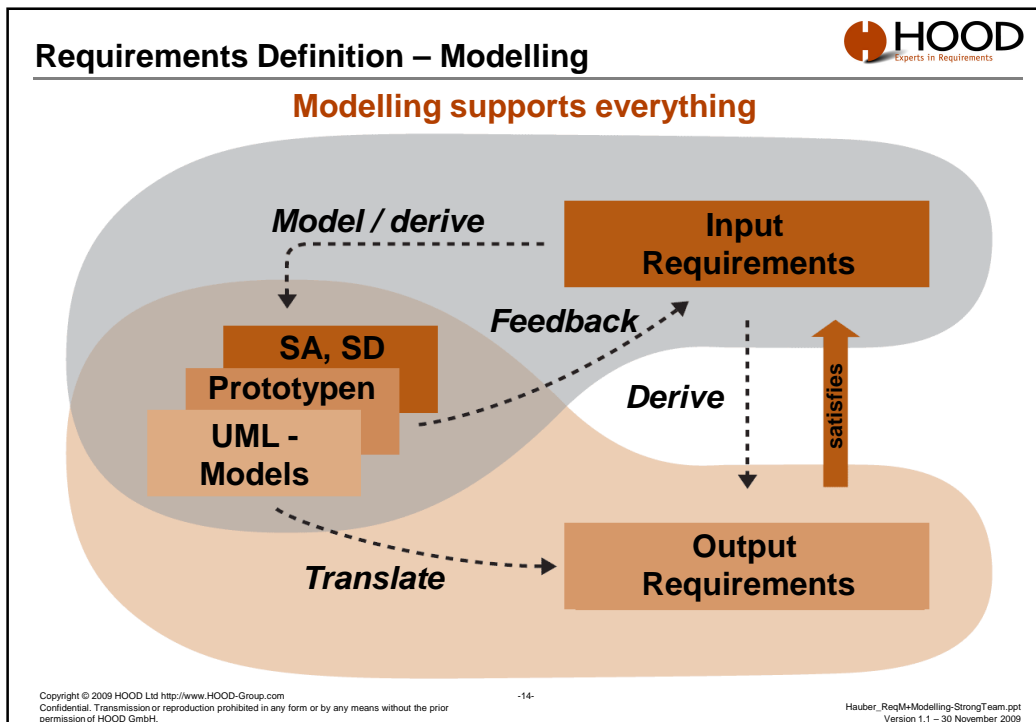 Requirements Definition – Modelling
HOOD
Experts in Requirements
Modelling supports everything
Model / derive
Input
Requirements
SA, SD
Prototypen
UML -
Models
Feedback
Derive
satisfies
Output
Requirements
Translate
Copyright © 2009 HOOD Ltd http://www.HOOD-Group.com
Confidential. Transmission or reproduction prohibited in any form or by any means without the prior
permission of HOOD GmbH.
-14-
Hauber_ReqM+Modelling-StrongTeam.ppt
Version 1.1 – 30 November 2009